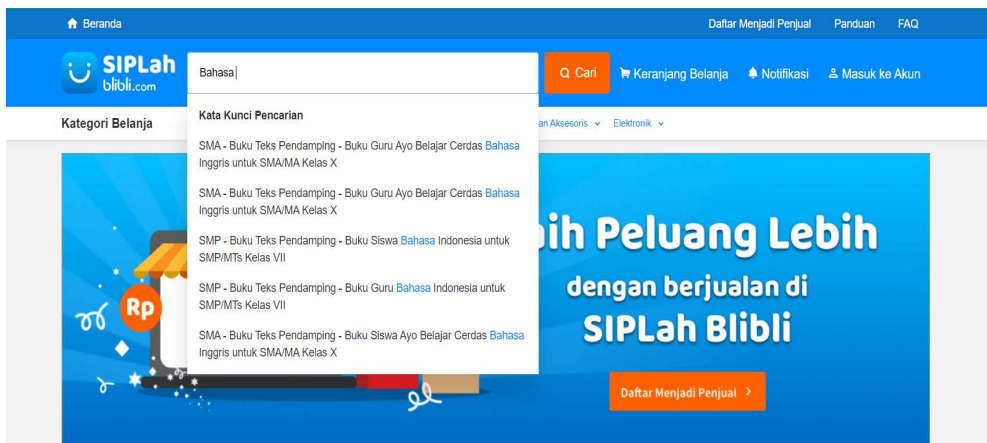 Beranda
Daftar Menjadi Penjual Panduan FAQ
SIPLah
blibli.com
Bahasa
Cari
Keranjang Belanja
Notifikasi
Masuk ke Akun
Kategori Belanja
Kata Kunci Pencarian
an Aksesoris
Elektronik
SMA - Buku Teks Pendamping - Buku Guru Ayo Belajar Cerdas Bahasa
Inggris untuk SMA/MA Kelas X
SMA - Buku Teks Pendamping - Buku Guru Ayo Belajar Cerdas Bahasa
Inggris untuk SMA/MA Kelas X
SMP - Buku Teks Pendamping - Buku Siswa Bahasa Indonesia untuk
SMP/MTs Kelas VII
SMP - Buku Teks Pendamping - Buku Guru Bahasa Indonesia untuk
SMP/MTs Kelas VII
SMA - Buku Teks Pendamping - Buku Siswa Ayo Belajar Cerdas Bahasa
Inggris untuk SMA/MA Kelas X
Rp
ih Peluang Lebih
dengan berjualan di
SIPLah Blibli
Daftar Menjadi Penjual